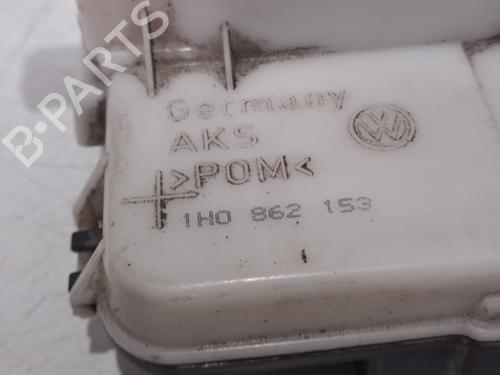 B-PARTS
Germany
AKS
>POM<
1H0 862 153